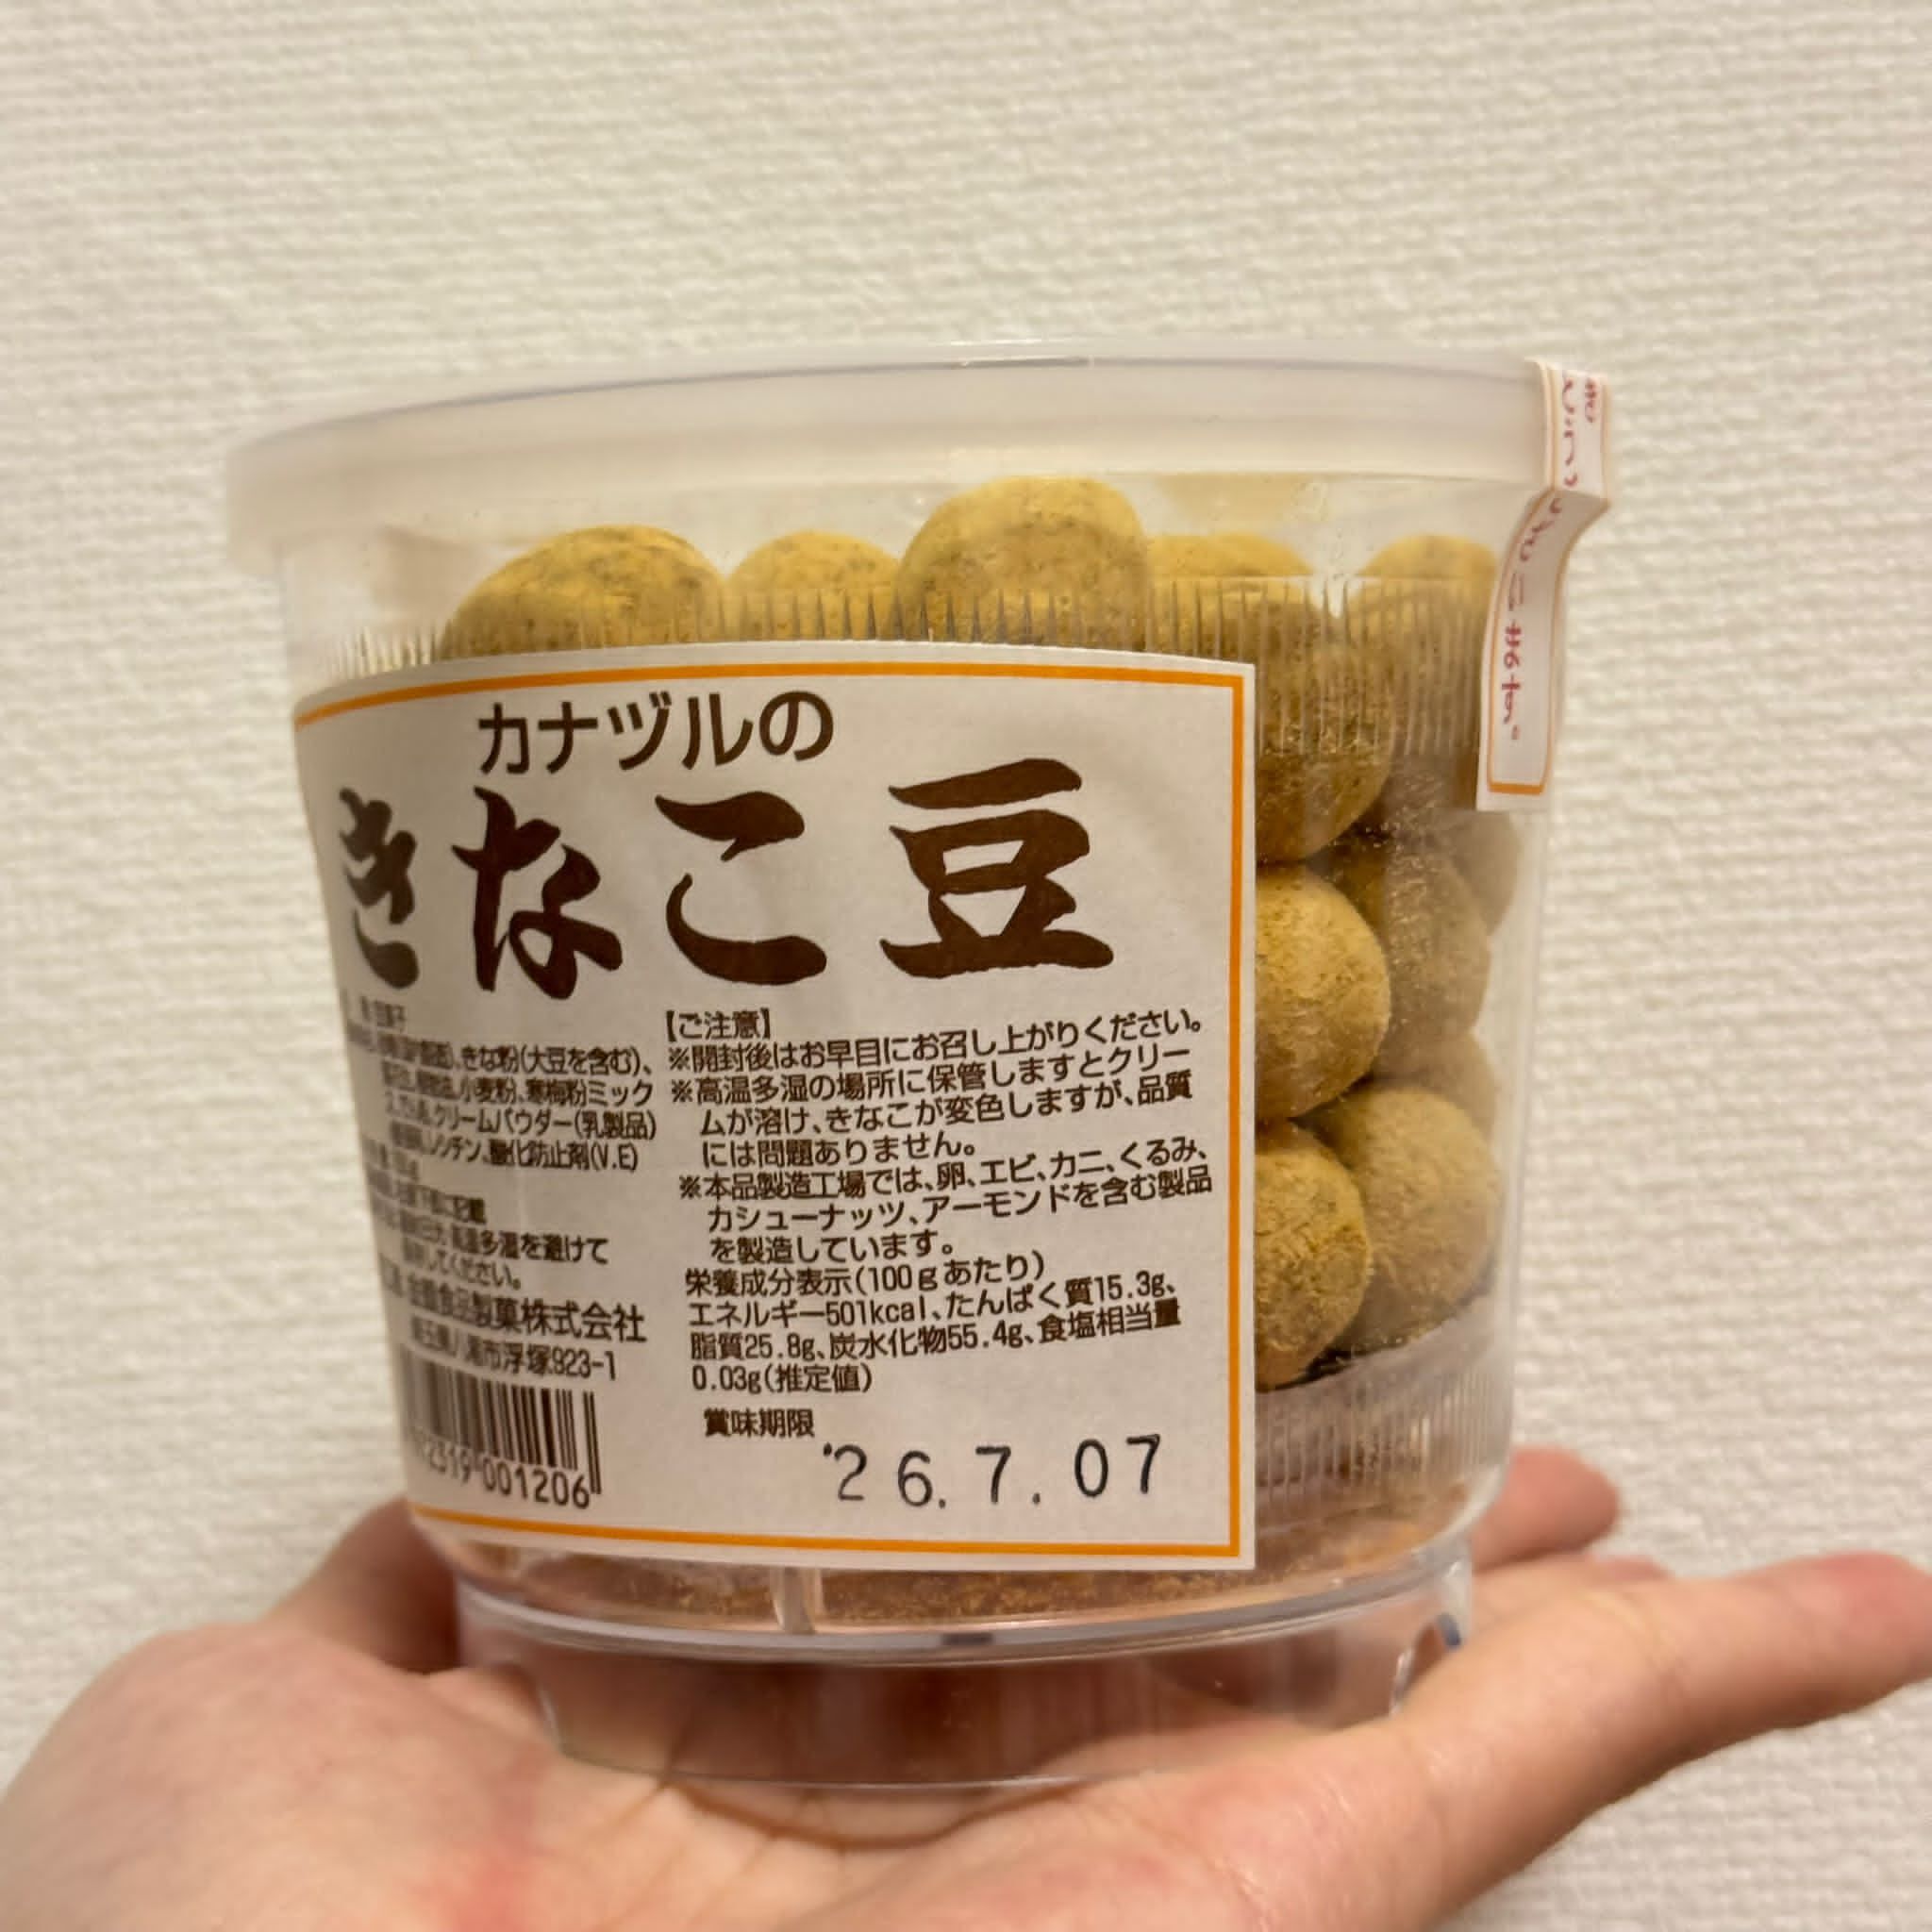 カナヅルの
きなこ豆
きな粉(大豆を含む)、
小麦粉、寒梅粉ミック
クリームパウダー(乳製品)
レシチン、酸化防止剤(V.E)
に記載
高温多湿を避けて
してください。
食品製菓株式会社
市浮塚923-1
001206
【ご注意】
※開封後はお早目にお召し上がりください。
※高温多湿の場所に保管しますとクリー
ムが溶け、きなこが変色しますが、品質
には問題ありません。
※本品製造工場では、卵、エビ、カニ、くるみ、
カシューナッツ、アーモンドを含む製品
を製造しています。
栄養成分表示(100gあたり)
エネルギー501kcal、たんぱく質15.3g、
脂質25.8g、炭水化物55.4g、食塩相当量
0.03g(推定値)
賞味期限
'26.7.07